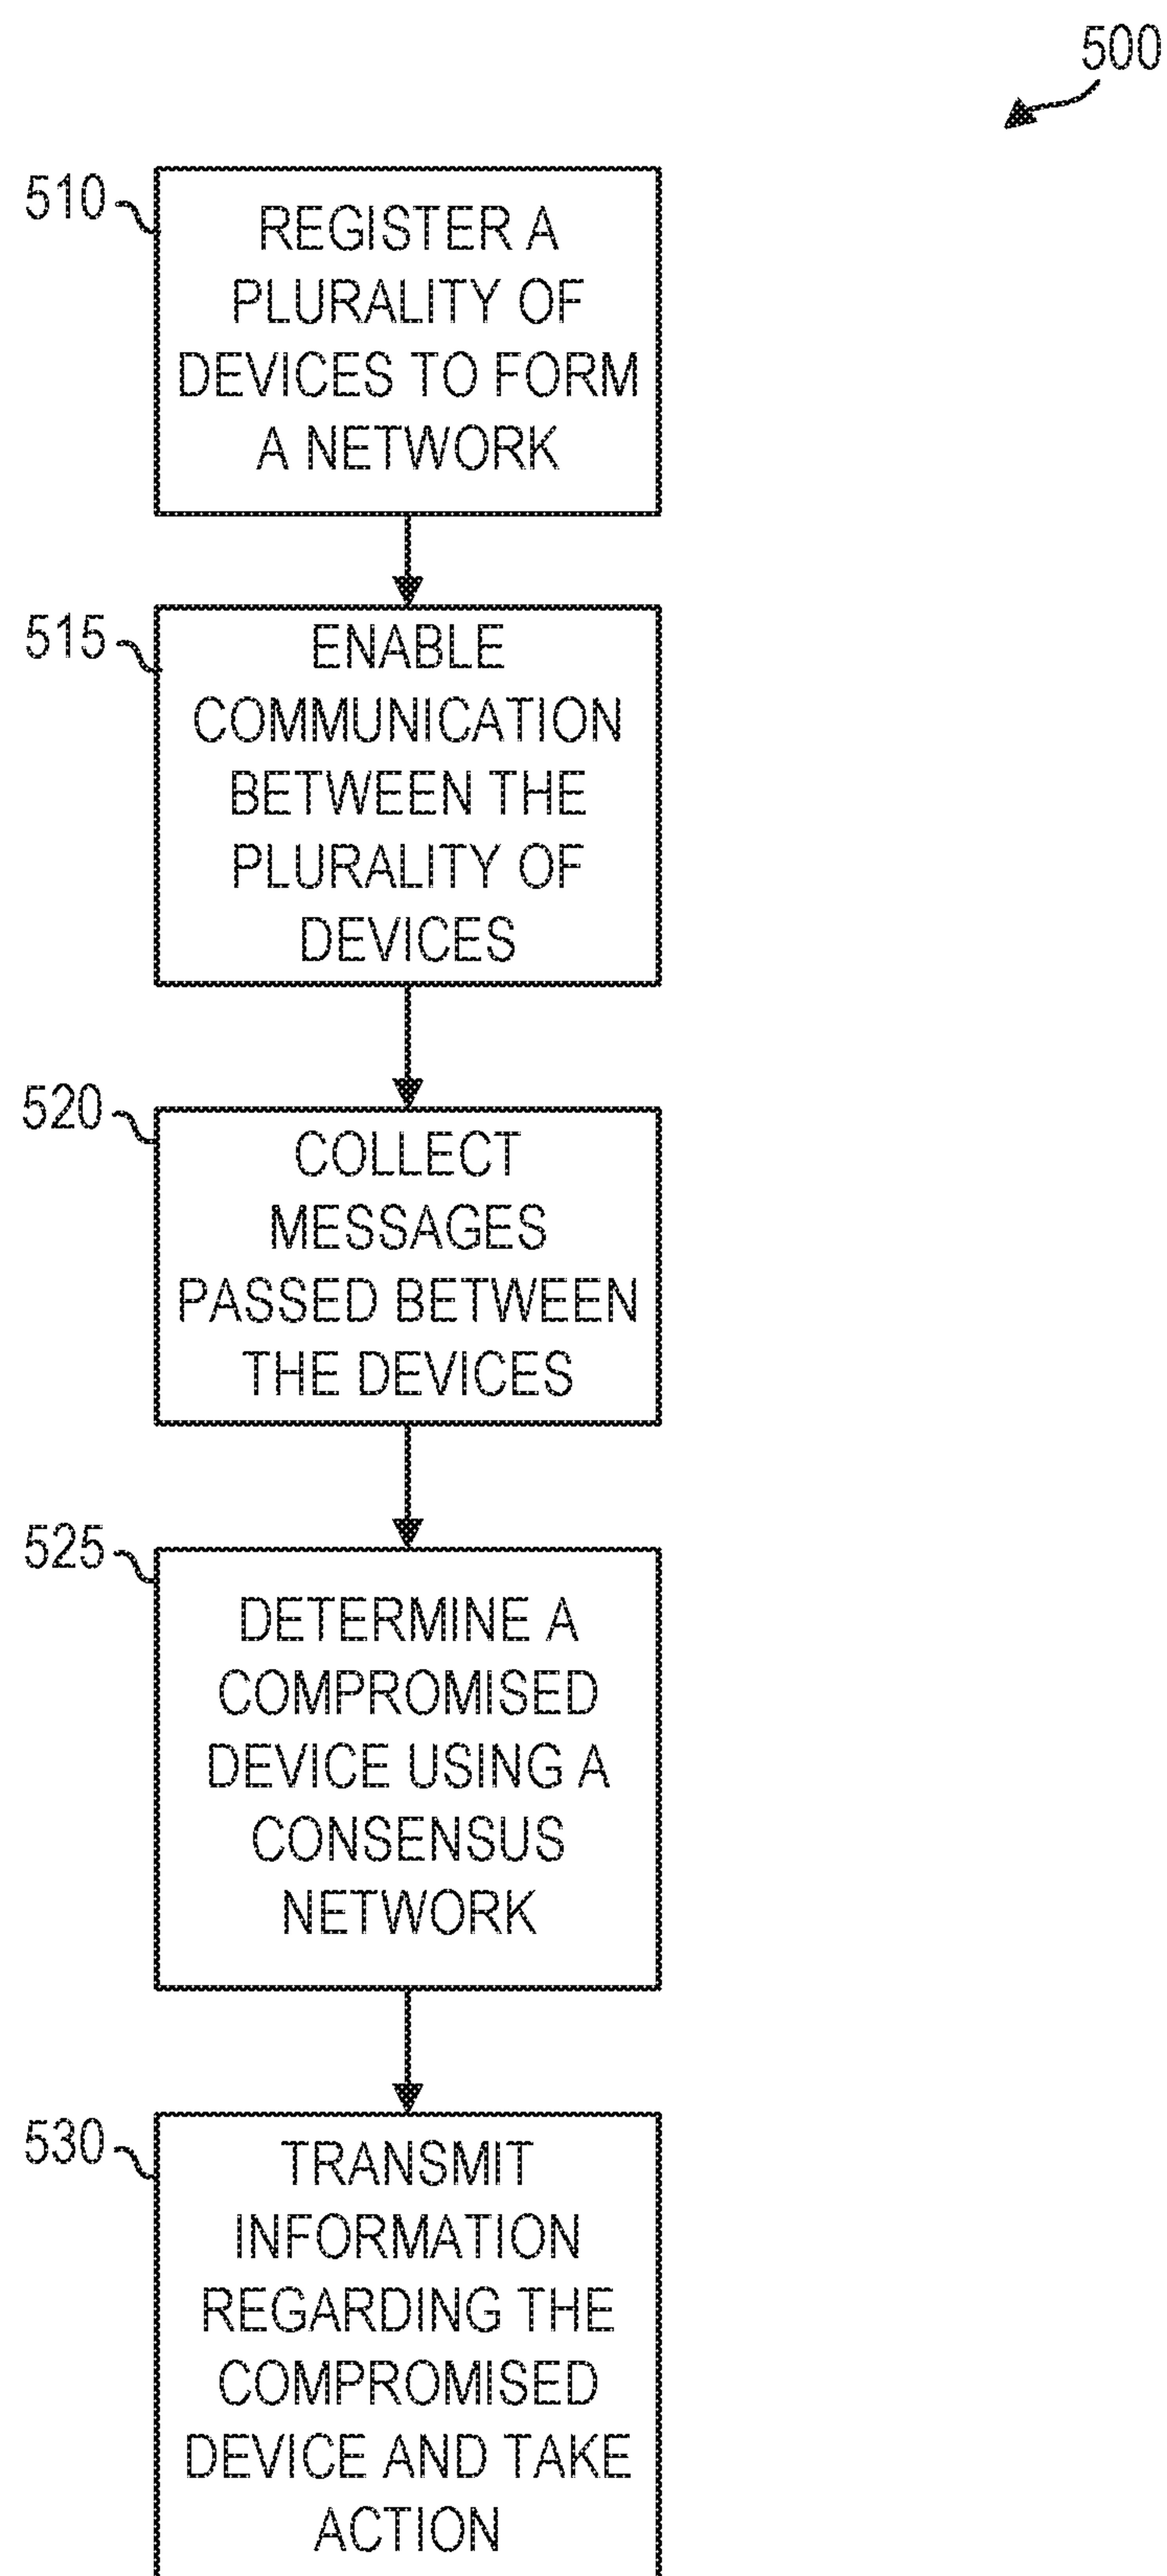 500
510
REGISTER A
PLURALITY OF
DEVICES TO FORM
A NETWORK
515
ENABLE
COMMUNICATION
BETWEEN THE
PLURALITY OF
DEVICES
520
COLLECT
MESSAGES
PASSED BETWEEN
THE DEVICES
525
DETERMINE A
COMPROMISED
DEVICE USING A
CONSENSUS
NETWORK
530
TRANSMIT
INFORMATION
REGARDING THE
COMPROMISED
DEVICE AND TAKE
ACTION